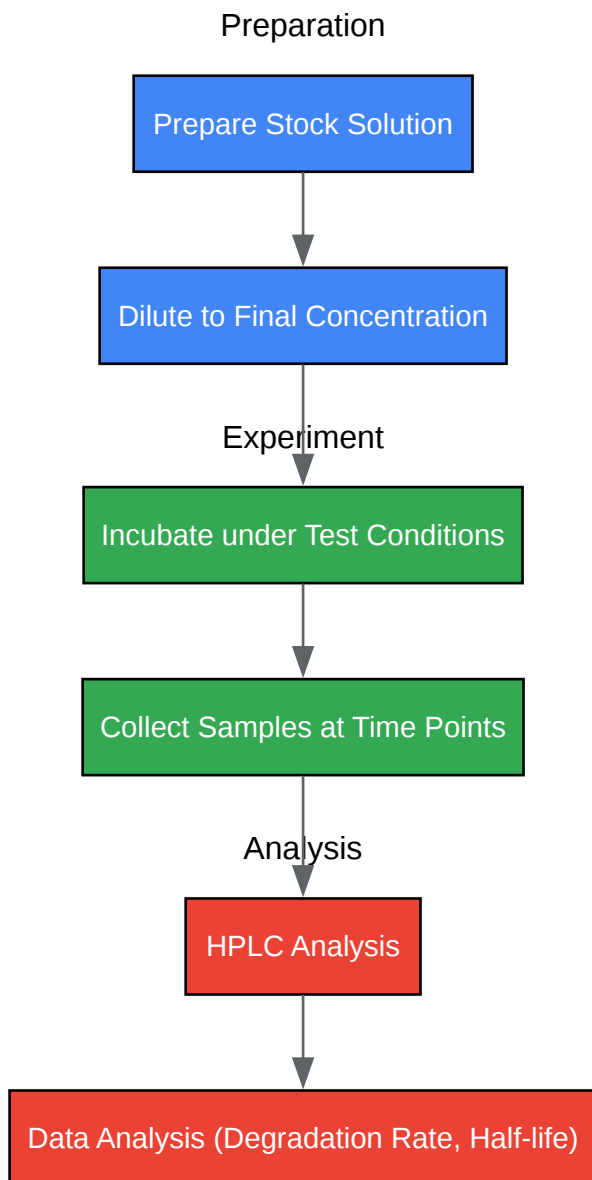 Preparation
Prepare Stock Solution
Dilute to Final Concentration
Experiment
Incubate under Test Conditions
Collect Samples at Time Points
Analysis
HPLC Analysis
Data Analysis (Degradation Rate, Half-life)